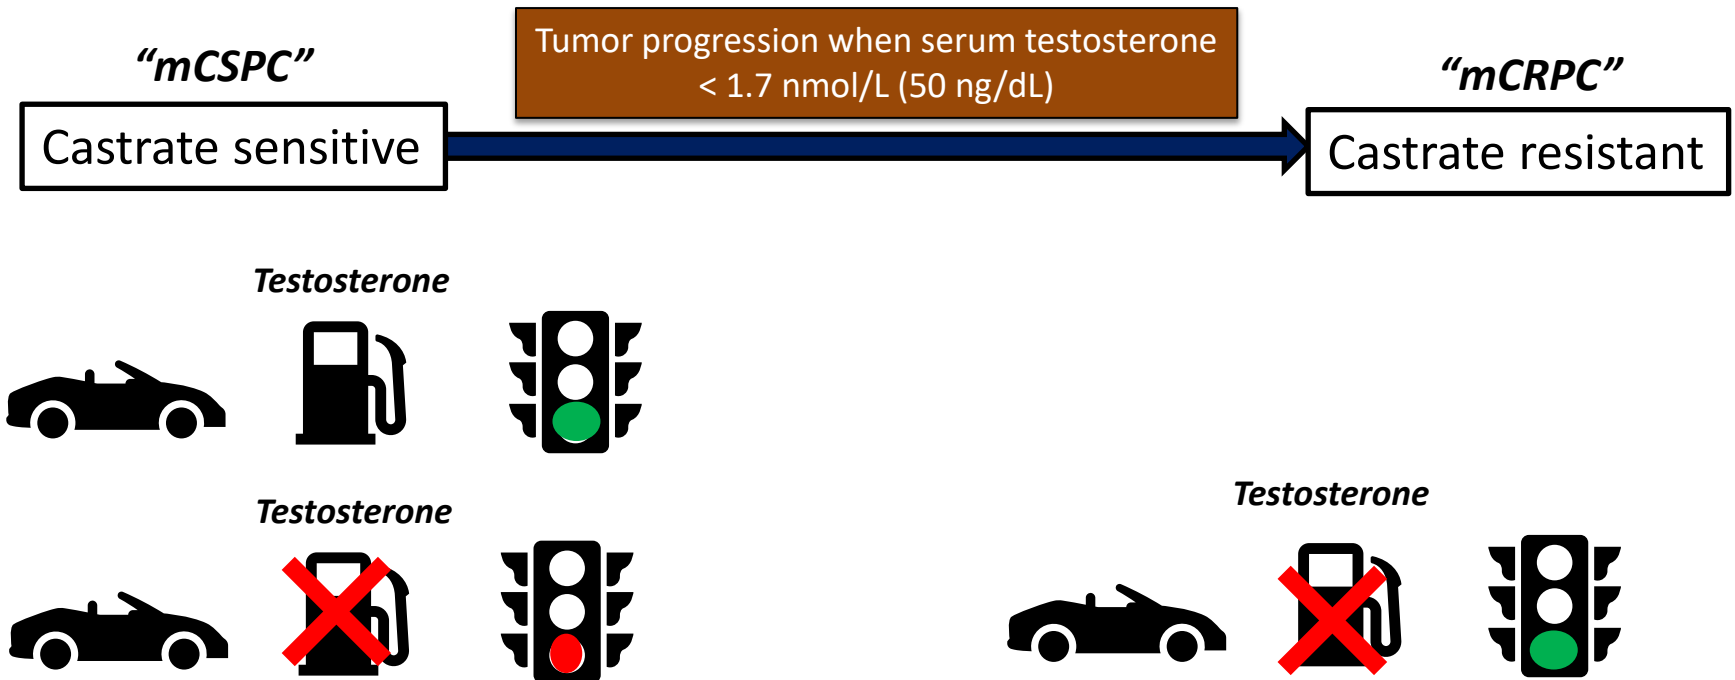 “mCSPC”
Castrate sensitive
Tumor progression when serum testosterone
< 1.7 nmol/L (50 ng/dL)
“mCRPC”
Castrate resistant
Testosterone
Testosterone
Testosterone